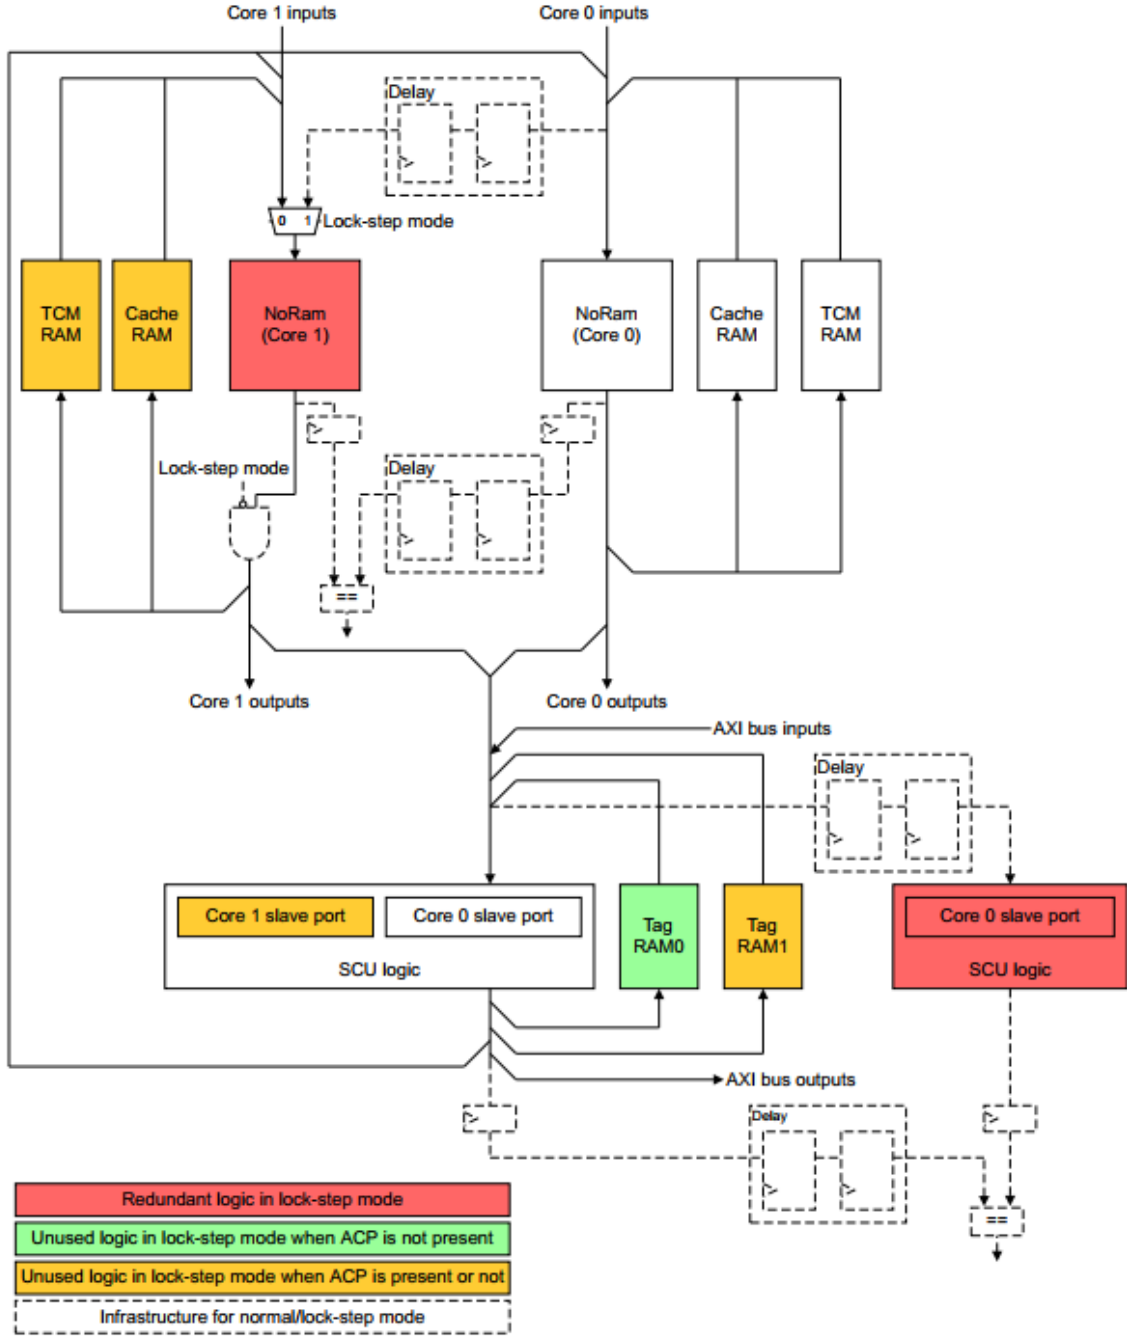 Core 1 inputs
Core 0 inputs
Delay
0 1
Lock-step mode
TCM
RAM
Cache
RAM
NoRam
(Core 1)
NoRam
(Core 0)
Cache
RAM
TCM
RAM
Lock-step mode
Delay
==
Core 1 outputs
Core 0 outputs
AXI bus inputs
Delay
Core 1 slave port
Core 0 slave port
SCU logic
Tag
RAM0
Tag
RAM1
Core 0 slave port
SCU logic
AXI bus outputs
Delay
==
Redundant logic in lock-step mode
Unused logic in lock-step mode when ACP is not present
Unused logic in lock-step mode when ACP is present or not
Infrastructure for normal/lock-step mode